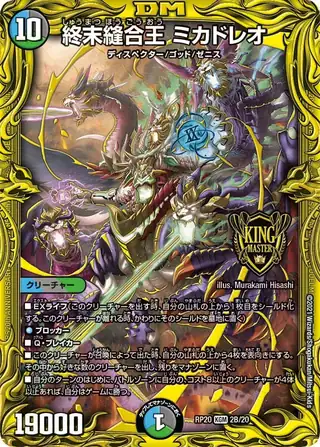 DM
10
しゅうまつ ほう ごう おう
終末縫合王 ミカドレオ
ディスペクター/ゴッド/ゼニス
IX
KING
MASTER
illus. Murakami Hisashi
クリーチャー
■EXライフ(このクリーチャーを出す時、自分の山札の上から1枚目をシールド化
する。このクリーチャーが離れる時、かわりにそのシールドを墓地に置く)
ブロッカー
■Q・ブレイカー
■このクリーチャーが召喚によって出た時、自分の山札の上から4枚を表向きにする。
その中から好きな数のクリーチャーを出し、残りをマナゾーンに置く。
■自分のターンのはじめに、バトルゾーンに自分の、コスト8以上のクリーチャーが4体
以上あれば、自分はゲームに勝つ。
19000
1
RP20 KGM 2B/20